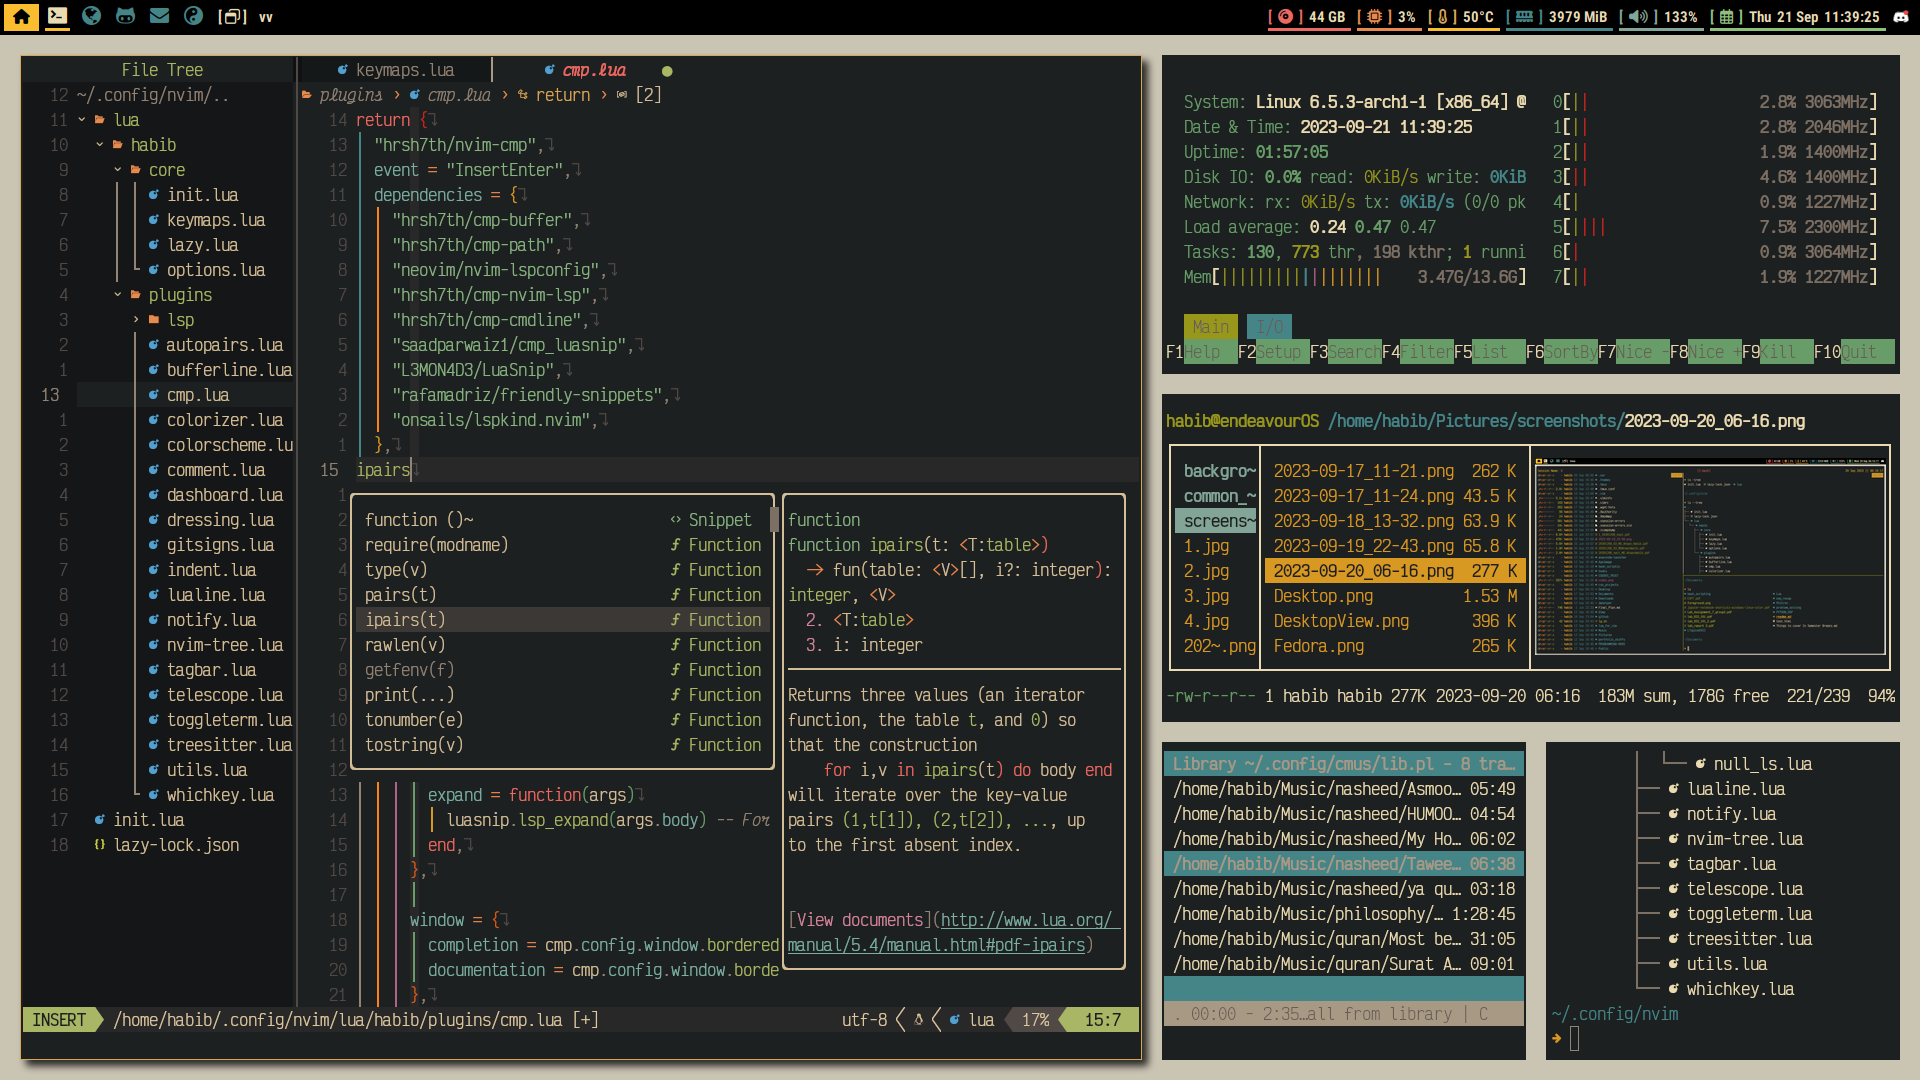 [ ] vv [ ] 44 GB [ ] 3% [ ] 50°C [ ] 3979 MiB [ ] 133% [ ] Thu 21 Sep 11:39:25
File Tree
12 ~/.config/nvim/..
11 lua
10 habib
9 core
8 init.lua
7 keymaps.lua
6 lazy.lua
5 options.lua
4 plugins
3 lsp
2 autopairs.lua
1 bufferline.lua
13 cmp.lua
1 colorizer.lua
2 colorscheme.lu
3 comment.lua
4 dashboard.lua
5 dressing.lua
6 gitsigns.lua
7 indent.lua
8 lualine.lua
9 notify.lua
10 nvim-tree.lua
11 tagbar.lua
12 telescope.lua
13 toggleterm.lua
14 treesitter.lua
15 utils.lua
16 whichkey.lua
17 init.lua
18 {} lazy-lock.json
keymaps.lua cmp.lua ●
plugins › cmp.lua › return › [2]
14 return {
13 "hrsh7th/nvim-cmp",
12 event = "InsertEnter",
11 dependencies = {
10 "hrsh7th/cmp-buffer",
9 "hrsh7th/cmp-path",
8 "neovim/nvim-lspconfig",
7 "hrsh7th/cmp-nvim-lsp",
6 "hrsh7th/cmp-cmdline",
5 "saadparwaiz1/cmp_luasnip",
4 "L3MON4D3/LuaSnip",
3 "rafamadriz/friendly-snippets",
2 "onsails/lspkind.nvim",
1 },
15 ipairs
1
2 function ()~ <> Snippet
3 require(modname) ƒ Function
4 type(v) ƒ Function
5 pairs(t) ƒ Function
6 ipairs(t) ƒ Function
7 rawlen(v) ƒ Function
8 getfenv(f) ƒ Function
9 print(...) ƒ Function
10 tonumber(e) ƒ Function
11 tostring(v) ƒ Function
12
13 expand = function(args)
14 luasnip.lsp_expand(args.body) -- For
15 end,
16 },
17
18 window = {
19 completion = cmp.config.window.bordered
20 documentation = cmp.config.window.borde
21 },
function
function ipairs(t: <T:table>)
-> fun(table: <V>[], i?: integer):
integer, <V>
2. <T:table>
3. i: integer
Returns three values (an iterator
function, the table t, and 0) so
that the construction
for i,v in ipairs(t) do body end
will iterate over the key-value
pairs (1,t[1]), (2,t[2]), ..., up
to the first absent index.
[View documents](http://www.lua.org/
manual/5.4/manual.html#pdf-ipairs)
INSERT /home/habib/.config/nvim/lua/habib/plugins/cmp.lua [+] utf-8 lua 17% 15:7
System: Linux 6.5.3-arch1-1 [x86_64] @
Date & Time: 2023-09-21 11:39:25
Uptime: 01:57:05
Disk IO: 0.0% read: 0KiB/s write: 0KiB
Network: rx: 0KiB/s tx: 0KiB/s (0/0 pk
Load average: 0.24 0.47 0.47
Tasks: 130, 773 thr, 198 kthr; 1 runni
Mem[|||||||||||||||||| 3.47G/13.6G]
0[|| 2.8% 3063MHz]
1[|| 2.8% 2046MHz]
2[|| 1.9% 1400MHz]
3[|| 4.6% 1400MHz]
4[| 0.9% 1227MHz]
5[|||| 7.5% 2300MHz]
6[| 0.9% 3064MHz]
7[|| 1.9% 1227MHz]
Main I/O
F1Help F2Setup F3Search F4Filter F5List F6SortBy F7Nice - F8Nice + F9Kill F10Quit
habib@endeavourOS /home/habib/Pictures/screenshots/2023-09-20_06-16.png
backgro~ 2023-09-17_11-21.png 262 K
common_~ 2023-09-17_11-24.png 43.5 K
screens~ 2023-09-18_13-32.png 63.9 K
1.jpg 2023-09-19_22-43.png 65.8 K
2.jpg 2023-09-20_06-16.png 277 K
3.jpg Desktop.png 1.53 M
4.jpg DesktopView.png 396 K
202~.png Fedora.png 265 K
-rw-r--r-- 1 habib habib 277K 2023-09-20 06:16 183M sum, 178G free 221/239 94%
Library ~/.config/cmus/lib.pl - 8 tra…
/home/habib/Music/nasheed/Asmoo… 05:49
/home/habib/Music/nasheed/HUMOO… 04:54
/home/habib/Music/nasheed/My Ho… 06:02
/home/habib/Music/nasheed/Tawee… 06:38
/home/habib/Music/nasheed/ya qu… 03:18
/home/habib/Music/philosophy/… 1:28:45
/home/habib/Music/quran/Most be… 31:05
/home/habib/Music/quran/Surat A… 09:01
. 00:00 - 2:35…all from library | C
null_ls.lua
lualine.lua
notify.lua
nvim-tree.lua
tagbar.lua
telescope.lua
toggleterm.lua
treesitter.lua
utils.lua
whichkey.lua
~/.config/nvim
➜